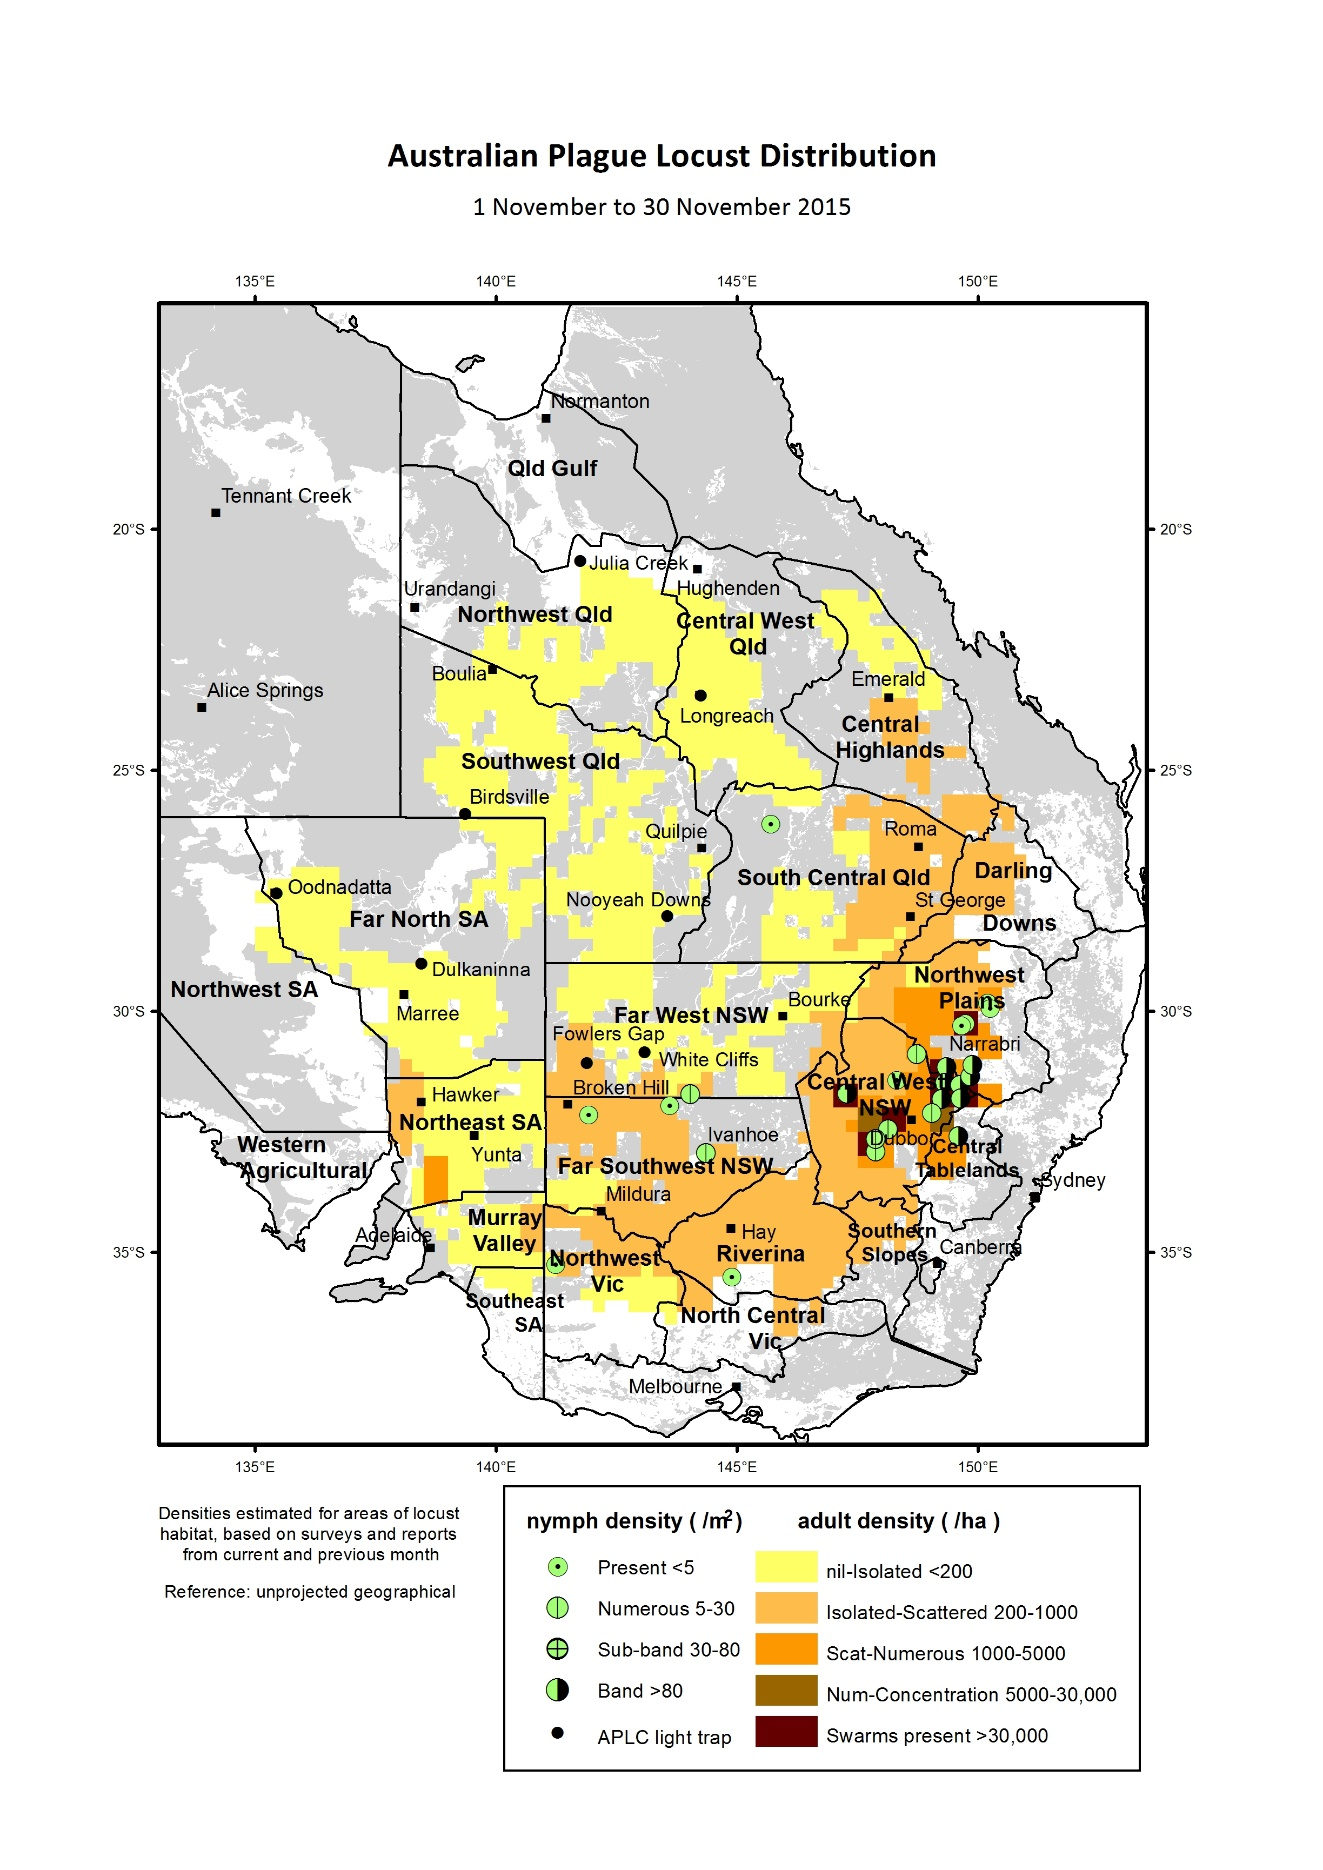 Australian Plague Locust Distribution
1 November to 30 November 2015
135°E 140°E 145°E 150°E
Normanton
Qld Gulf
Tennant Creek
20°S 20°S
Julia Creek
Hughenden
Urandangi
Northwest Qld
Central West
Qld
Boulia
Emerald
Alice Springs
Longreach
Central
Highlands
Southwest Qld
25°S 25°S
Birdsville
Quilpie
Roma
Darling
South Central Qld
Oodnadatta
Nooyeah Downs
St George
Far North SA
Downs
Dulkaninna
Northwest
Plains
Northwest SA
Bourke
Marree
30°S 30°S
Far West NSW
Fowlers Gap
Narrabri
White Cliffs
Broken Hill
Central West
NSW
Hawker
Northeast SA
Ivanhoe
Dubbo
Western
Agricultural
Yunta
Central
Tablelands
Far Southwest NSW
Sydney
Mildura
Murray
Valley
Adelaide
Hay
Southern
Slopes
Canberra
35°S 35°S
Riverina
Northwest
Vic
Southeast
SA
North Central
Vic
Melbourne
135°E 140°E 145°E 150°E
Densities estimated for areas of locust
habitat, based on surveys and reports
from current and previous month
Reference: unprojected geographical
nymph density ( /m²)
Present <5
Numerous 5-30
Sub-band 30-80
Band >80
APLC light trap
adult density ( /ha )
nil-Isolated <200
Isolated-Scattered 200-1000
Scat-Numerous 1000-5000
Num-Concentration 5000-30,000
Swarms present >30,000